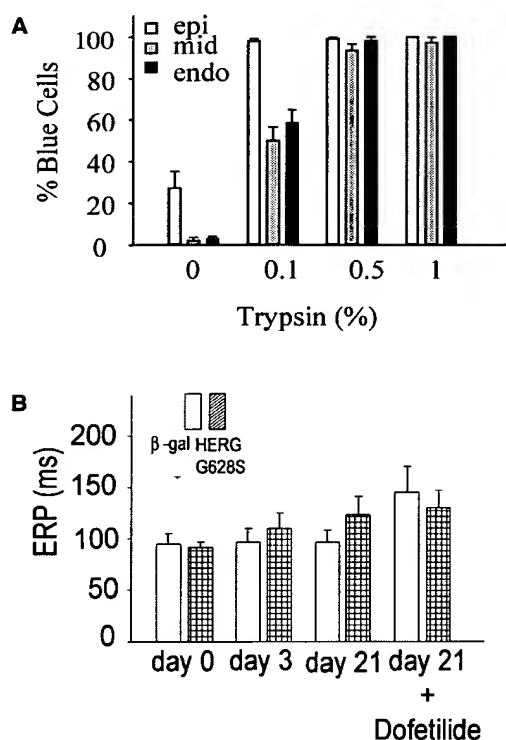 A
epi
mid
endo
100
80
60
40
20
0
% Blue Cells
0 0.1 0.5 1
Trypsin (%)
B
β-gal HERG
G628S
200
150
100
50
0
ERP (ms)
day 0 day 3 day 21 day 21
+
Dofetilide